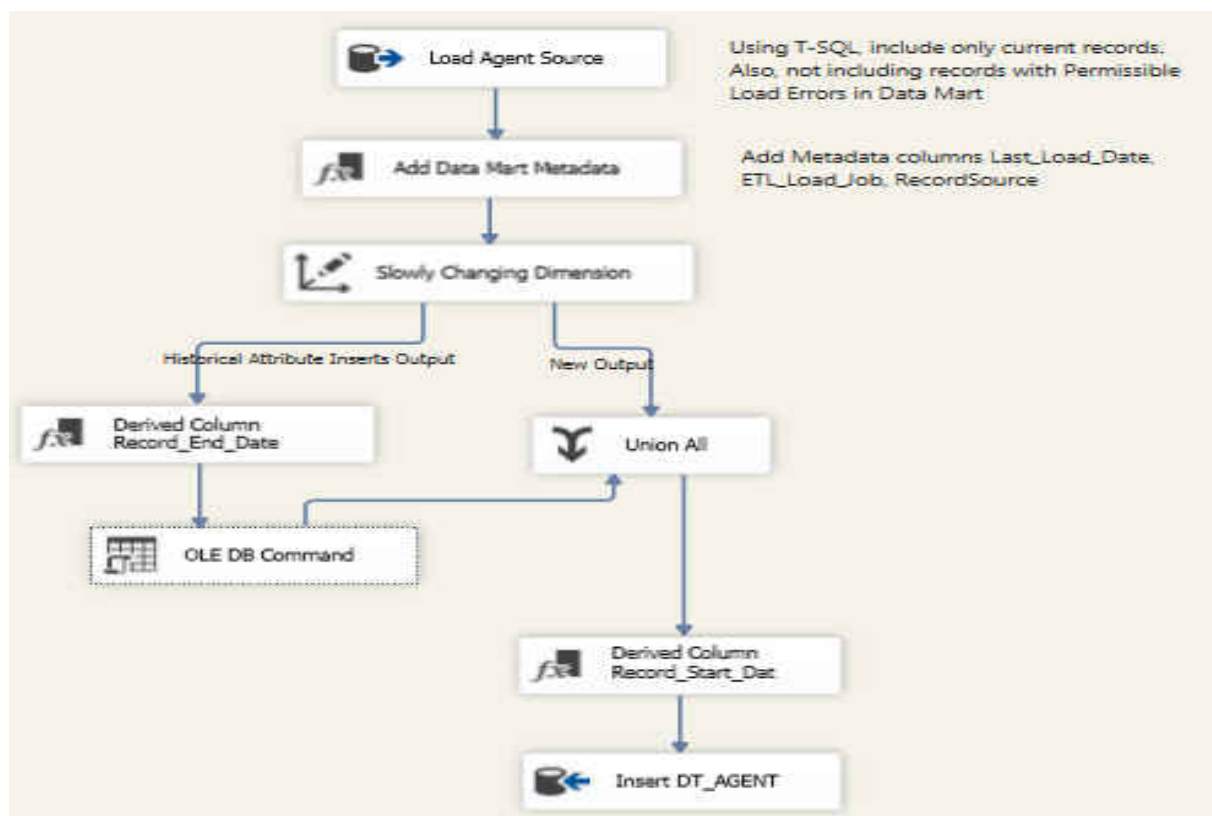 Load Agent Source
Using T-SQL, include only current records.
Also, not including records with Permissible
Load Errors in Data Mart
Add Data Mart Metadata
Add Metadata columns Last_Load_Date,
ETL_Load_Job, RecordSource
Slowly Changing Dimension
Historical Attribute Inserts Output
New Output
Derived Column
Record_End_Date
Union All
OLE DB Command
Derived Column
Record_Start_Dat
Insert DT_AGENT